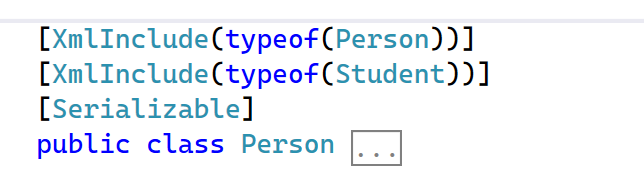 [XmlInclude(typeof(Person))]
[XmlInclude(typeof(Student))]
[Serializable]
public class Person ...